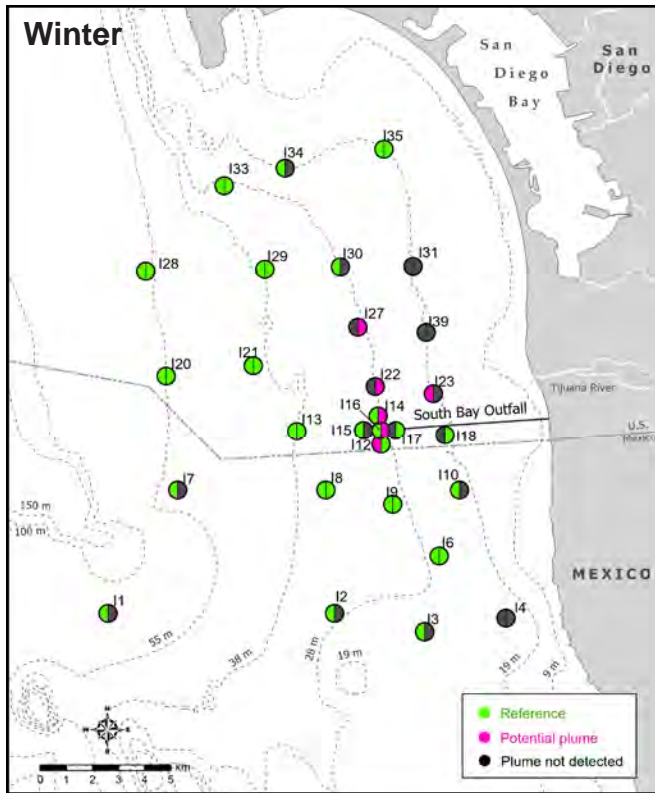 Winter
San
Diego
Bay
San
Diego
I35
I34
I33
I28
I29
I30
I31
I27
I39
I20
I21
I22
I23
Tijuana River
I16
I14
South Bay Outfall
I13
I15
I17
I18
U.S.
Mexico
I12
I7
I8
I9
I10
150 m
100 m
I6
MEXICO
I1
I2
I3
I4
55 m
38 m
28 m
19 m
19 m
9 m
N
E
S
Reference
Potential plume
Plume not detected
km
0 1 2 3 4 5